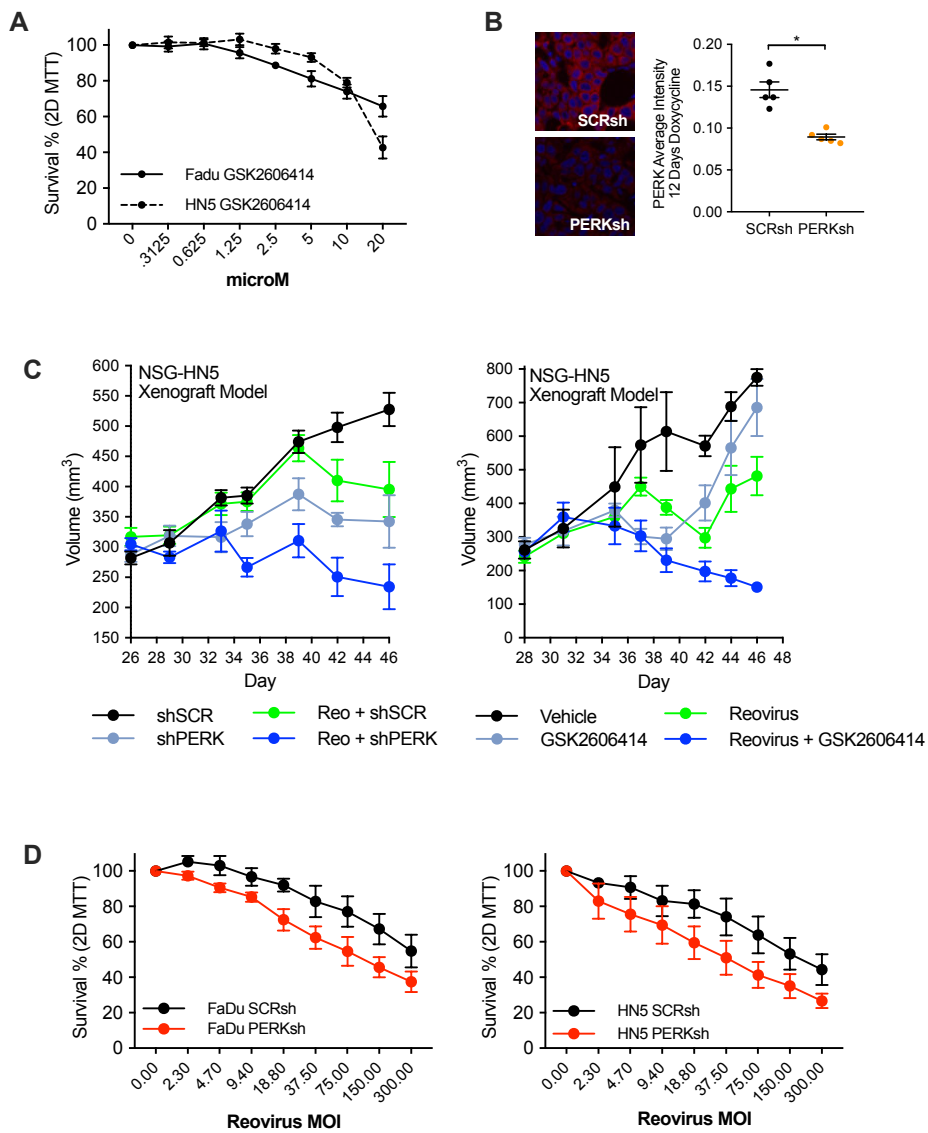 A
Survival % (2D MTT)
100
80
60
40
20
0
Fadu GSK2606414
HN5 GSK2606414
0
.3125
0.625
1.25
2.5
5
10
20
microM
B
SCRsh
PERKsh
PERK Average Intensity
12 Days Doxycycline
0.20
0.15
0.10
0.05
0.00
*
SCRsh PERKsh
C
NSG-HN5
Xenograft Model
Volume (mm³)
600
550
500
450
400
350
300
250
200
150
26 28 30 32 34 35 38 40 42 44 46
Day
shSCR
Reo + shSCR
shPERK
Reo + shPERK
NSG-HN5
Xenograft Model
Volume (mm³)
800
700
600
500
400
300
200
100
0
28 30 32 34 36 38 40 42 44 46 48
Day
Vehicle
Reovirus
GSK2606414
Reovirus + GSK2606414
D
Survival % (2D MTT)
100
80
60
40
20
0
FaDu SCRsh
FaDu PERKsh
0.00
2.30
4.70
9.40
18.80
37.50
75.00
150.00
300.00
Reovirus MOI
Survival % (2D MTT)
100
80
60
40
20
0
HN5 SCRsh
HN5 PERKsh
0.00
2.30
4.70
9.40
18.80
37.50
75.00
150.00
300.00
Reovirus MOI